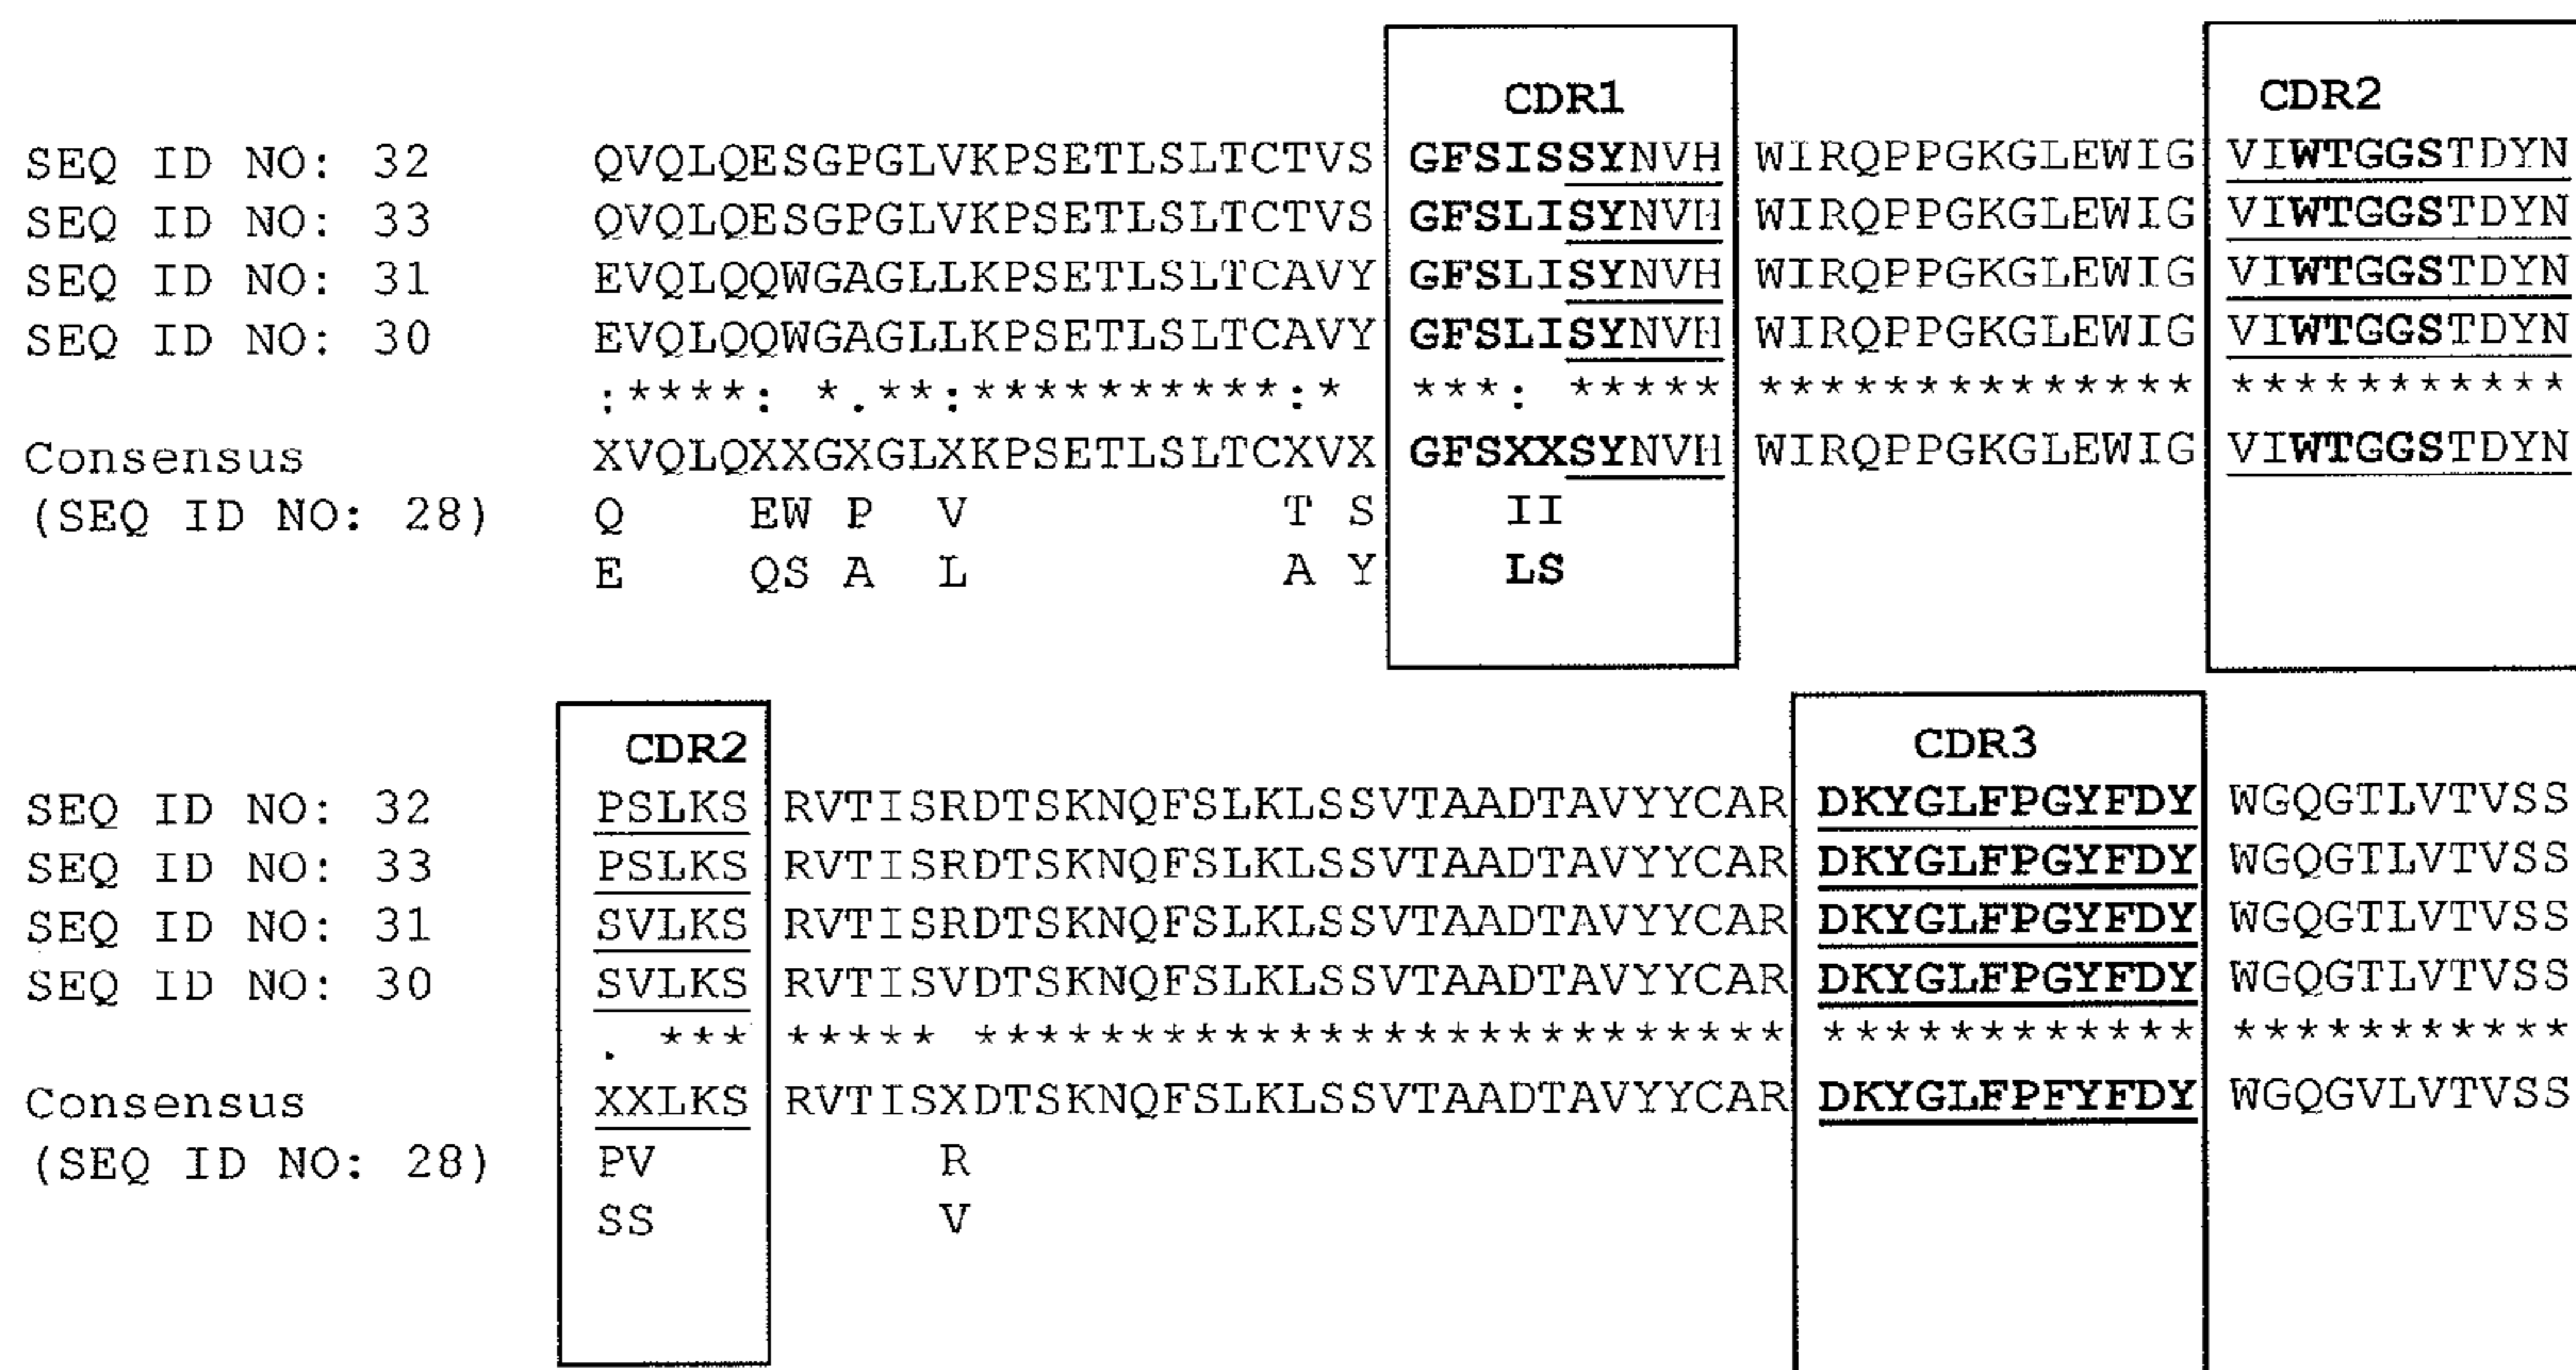 CDR1 CDR2
SEQ ID NO: 32 QVQLQESGPGLVKPSETLSLTCTVS GFSISSYNVH WIRQPPGKGLEWIG VIWTGGSTDYN
SEQ ID NO: 33 QVQLQESGPGLVKPSETLSLTCTVS GFSLISYNVH WIRQPPGKGLEWIG VIWTGGSTDYN
SEQ ID NO: 31 EVQLQQWGAGLLKPSETLSLTCAVY GFSLISYNVH WIRQPPGKGLEWIG VIWTGGSTDYN
SEQ ID NO: 30 EVQLQQWGAGLLKPSETLSLTCAVY GFSLISYNVH WIRQPPGKGLEWIG VIWTGGSTDYN
:****: *.**:**********:* ***: ***** ************** ***********
Consensus XVQLQXXGXGLXKPSETLSLTCXVX GFSXXSYNVH WIRQPPGKGLEWIG VIWTGGSTDYN
(SEQ ID NO: 28) Q EW P V T S II
E QS A L A Y LS
CDR2 CDR3
SEQ ID NO: 32 PSLKS RVTISRDTSKNQFSLKLSSVTAADTAVYYCAR DKYGLFPGYFDY WGQGTLVTVSS
SEQ ID NO: 33 PSLKS RVTISRDTSKNQFSLKLSSVTAADTAVYYCAR DKYGLFPGYFDY WGQGTLVTVSS
SEQ ID NO: 31 SVLKS RVTISRDTSKNQFSLKLSSVTAADTAVYYCAR DKYGLFPGYFDY WGQGTLVTVSS
SEQ ID NO: 30 SVLKS RVTISVDTSKNQFSLKLSSVTAADTAVYYCAR DKYGLFPGYFDY WGQGTLVTVSS
. *** ***** ************************** ************ ***********
Consensus XXLKS RVTISXDTSKNQFSLKLSSVTAADTAVYYCAR DKYGLFPFYFDY WGQGVLVTVSS
(SEQ ID NO: 28) PV R
SS V